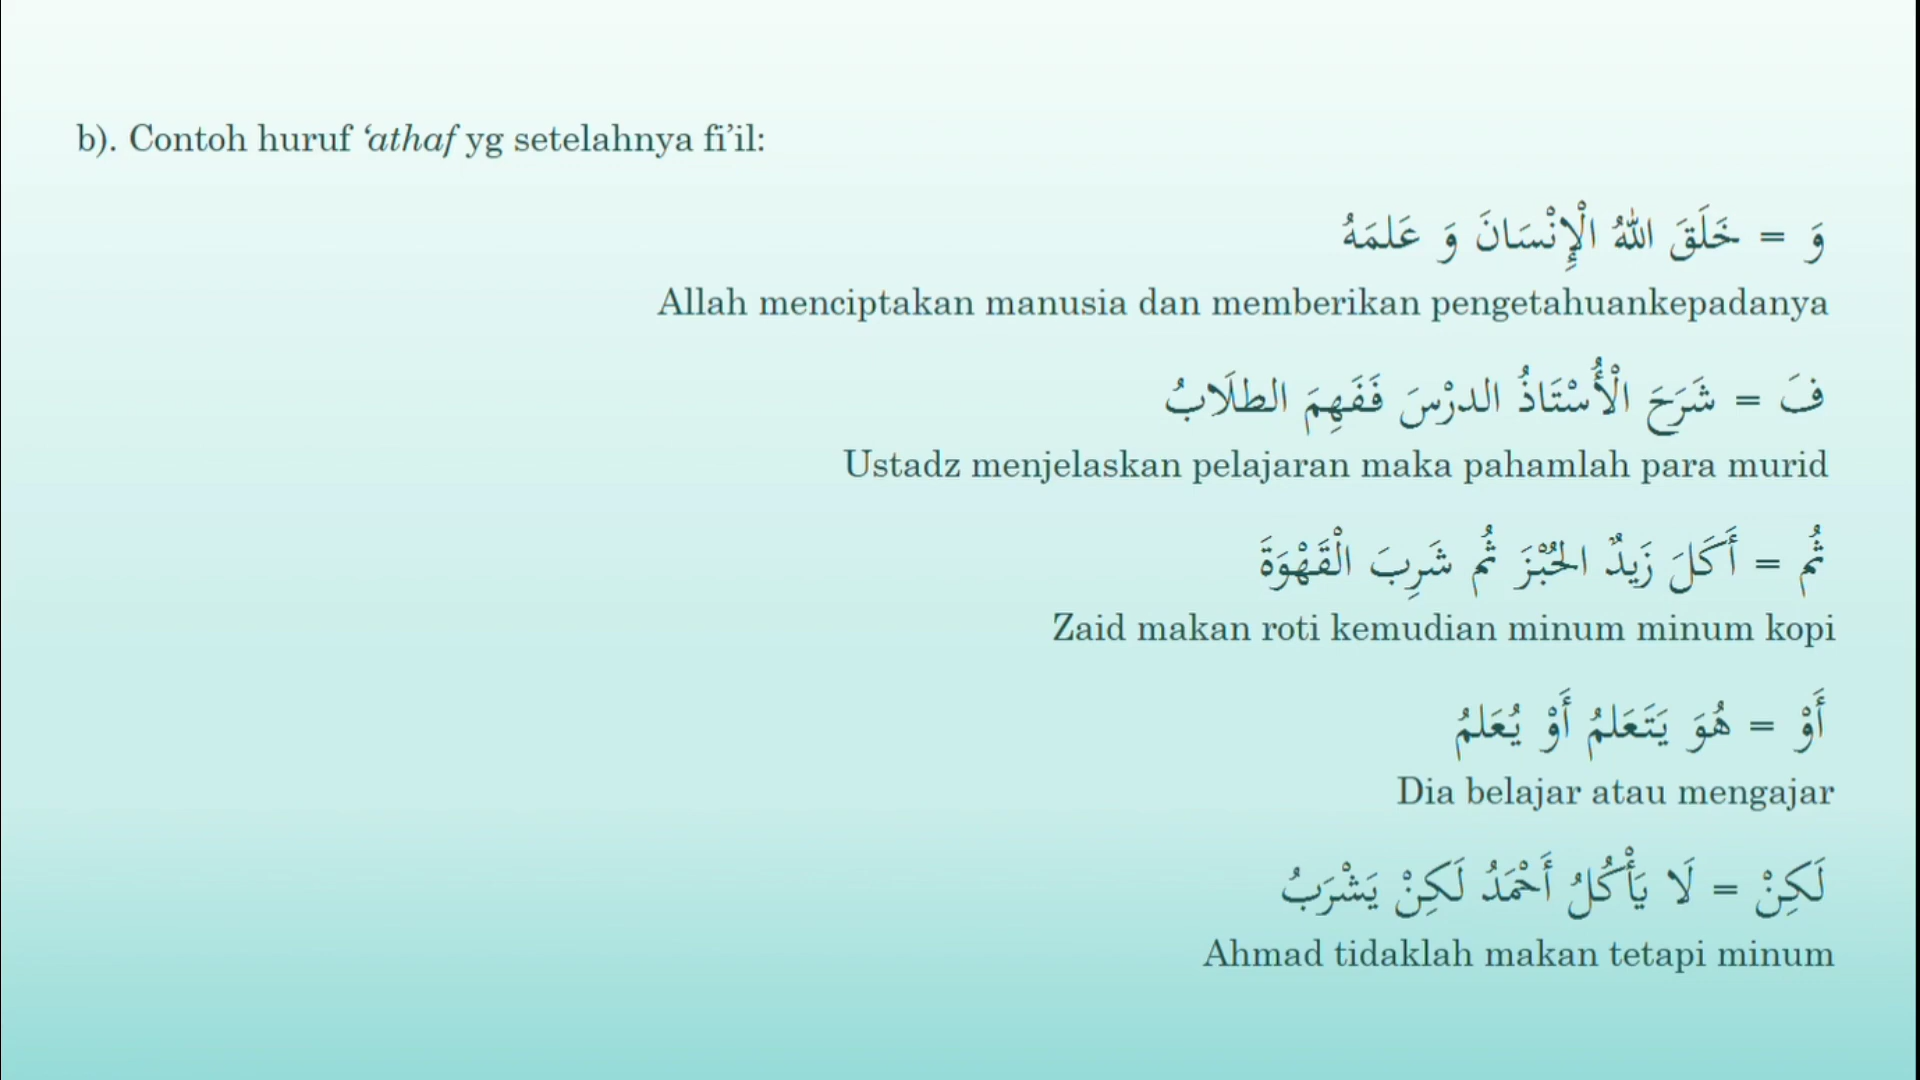 b). Contoh huruf ‘athaf yg setelahnya fi’il:
وَ = خَلَقَ اللهُ الْإِنْسَانَ وَ عَلمَهُ
Allah menciptakan manusia dan memberikan pengetahuankepadanya
فَ = شَرَحَ الْأُسْتَاذُ الدرْسَ فَفَهِمَ الطلَابُ
Ustadz menjelaskan pelajaran maka pahamlah para murid
ثُم = أَكَلَ زَيدٌ الخُبْزَ ثُم شَرِبَ الْقَهْوَةَ
Zaid makan roti kemudian minum minum kopi
أَوْ = هُوَ يَتَعَلمُ أَوْ يُعَلمُ
Dia belajar atau mengajar
لَكِنْ = لَا يَأْكُلُ أَحْمَدُ لَكِنْ يَشْرَبُ
Ahmad tidaklah makan tetapi minum